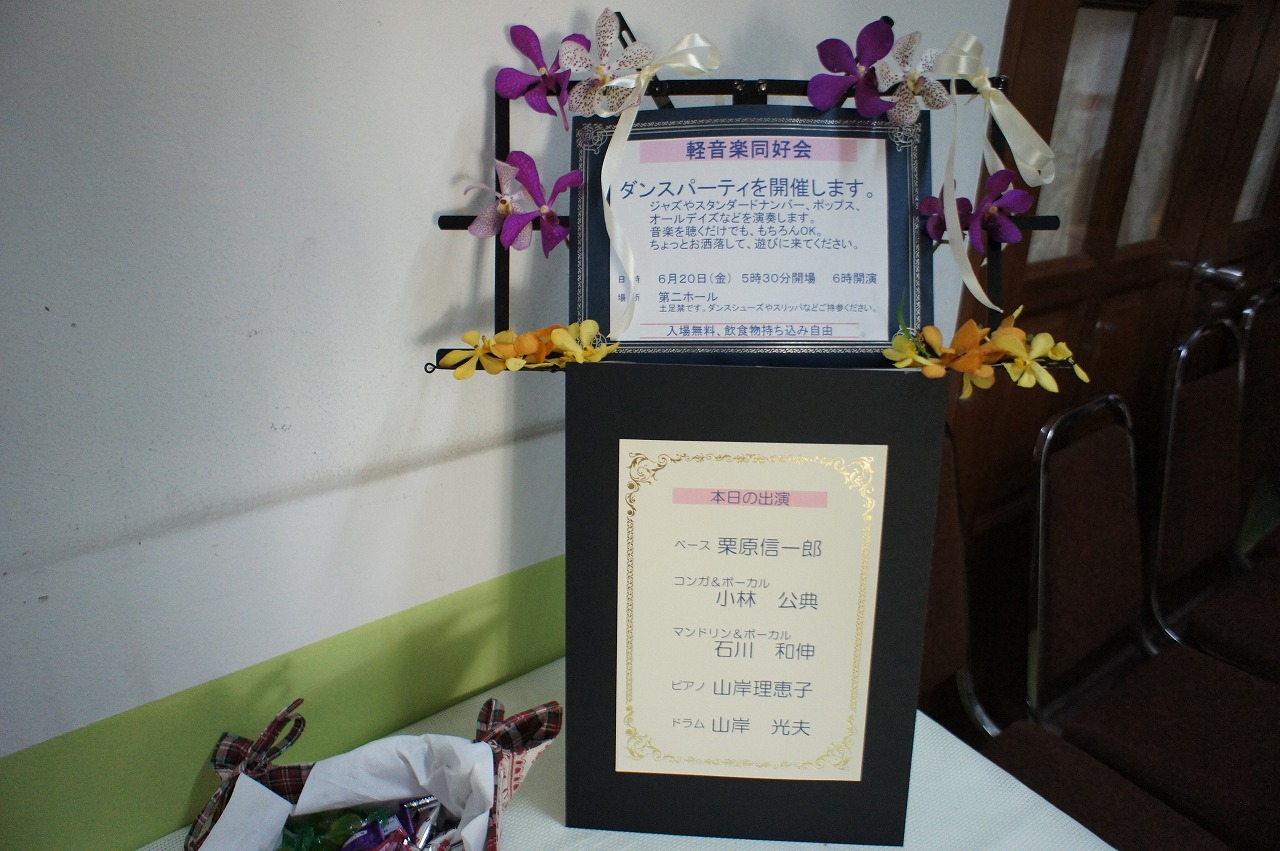 軽音楽同好会
ダンスパーティを開催します。
ジャズやスタンダードナンバー、ポップス、
オールデイズなどを演奏します。
音楽を聴くだけでも、もちろんOK。
ちょっとお洒落して、遊びに来てください。
日 時 6月20日(金) 5時30分開場 6時開演
場 所 第二ホール
土足禁です。ダンスシューズやスリッパなどご持参ください。
入場無料、飲食物持ち込み自由
本日の出演
ベース 栗原信一郎
コンガ&ボーカル
小林 公典
マンドリン&ボーカル
石川 和伸
ピアノ 山岸理恵子
ドラム 山岸 光夫